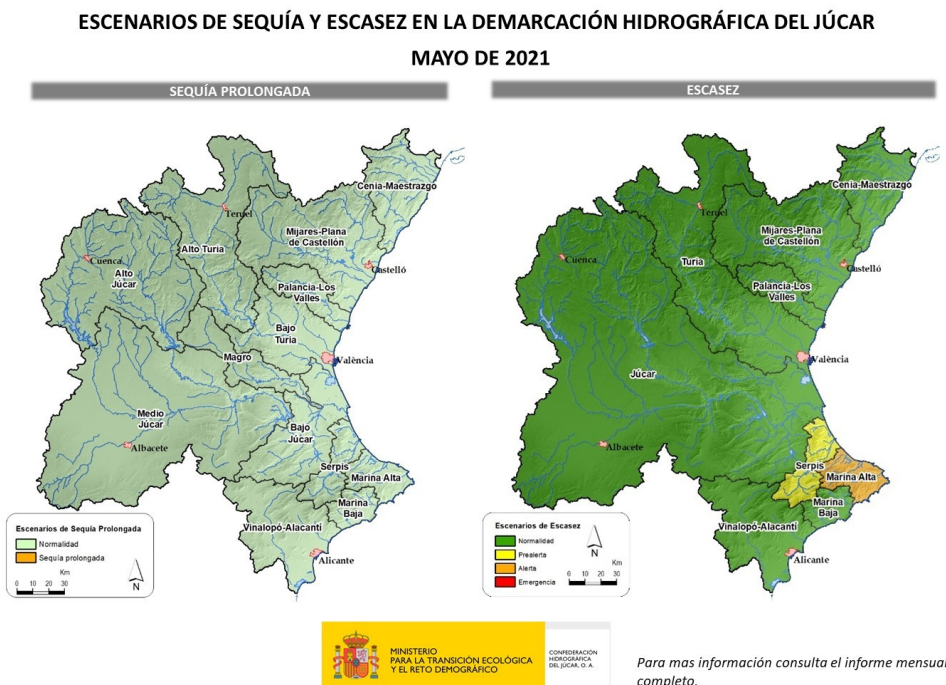 ESCENARIOS DE SEQUÍA Y ESCASEZ EN LA DEMARCACIÓN HIDROGRÁFICA DEL JÚCAR
MAYO DE 2021
SEQUÍA PROLONGADA
Cenia-Maestrazgo
Teruel
Mijares-Plana
de Castellón
Alto Turia
Cuenca
Castelló
Alto
Júcar
Palancia-Los
Valles
Bajo
Turia
Magro
València
Medio
Júcar
Bajo
Júcar
Albacete
Serpis
Marina Alta
Marina
Baja
Vinalopó-Alacantí
Alicante
Escenarios de Sequía Prolongada
Normalidad
Sequía prolongada
Km
0 10 20 30
N
ESCASEZ
Cenia-Maestrazgo
Teruel
Mijares-Plana
de Castellón
Turia
Cuenca
Castelló
Palancia-Los
Valles
València
Júcar
Albacete
Serpis
Marina Alta
Marina
Baja
Vinalopó-Alacantí
Alicante
Escenarios de Escasez
Normalidad
Prealerta
Alerta
Emergencia
N
Km
0 10 20 30
MINISTERIO
PARA LA TRANSICIÓN ECOLÓGICA
Y EL RETO DEMOGRÁFICO
CONFEDERACIÓN
HIDROGRÁFICA
DEL JÚCAR, O. A.
Para mas información consulta el informe mensual
completo.